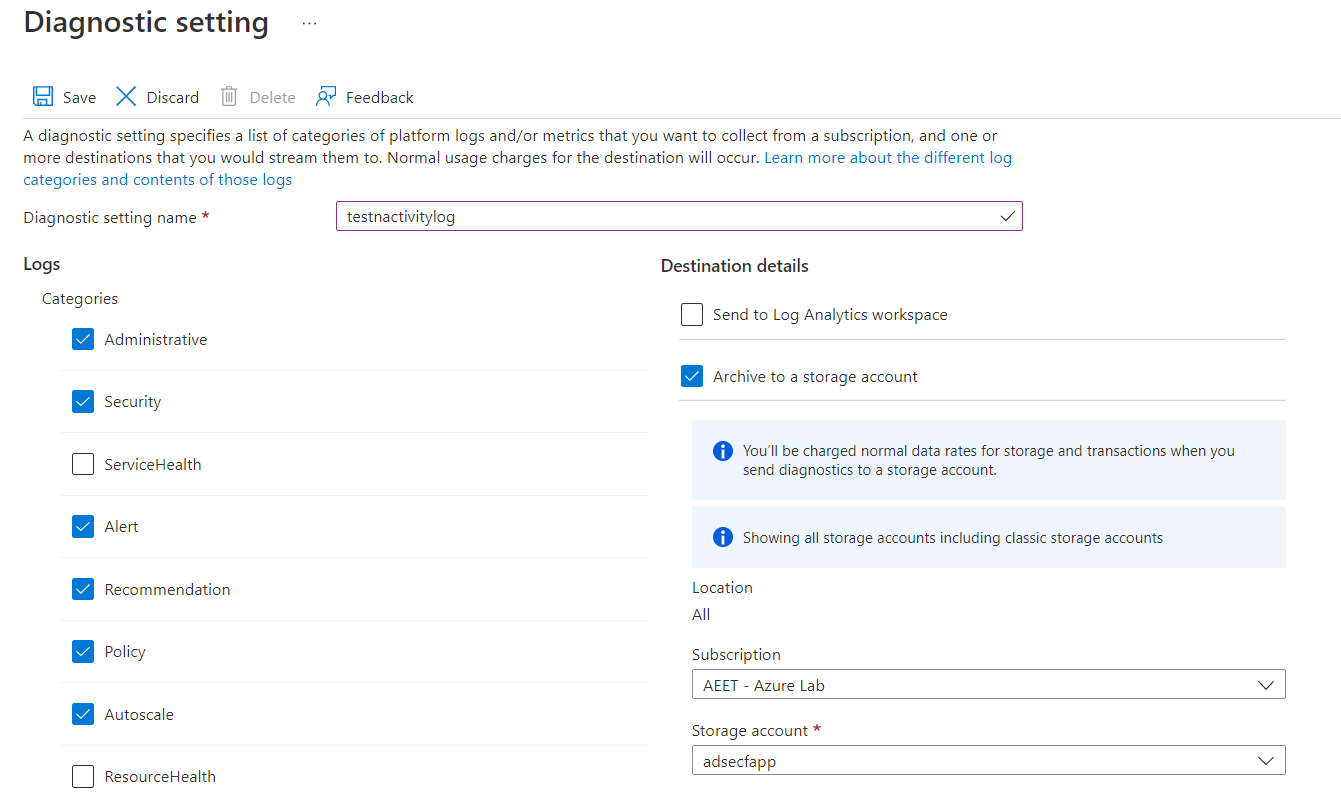 Diagnostic setting ...
Save Discard Delete Feedback
A diagnostic setting specifies a list of categories of platform logs and/or metrics that you want to collect from a subscription, and one or
more destinations that you would stream them to. Normal usage charges for the destination will occur. Learn more about the different log
categories and contents of those logs
Diagnostic setting name *
testnactivitylog
Logs
Categories
Administrative
Security
ServiceHealth
Alert
Recommendation
Policy
Autoscale
ResourceHealth
Destination details
Send to Log Analytics workspace
Archive to a storage account
You'll be charged normal data rates for storage and transactions when you
send diagnostics to a storage account.
Showing all storage accounts including classic storage accounts
Location
All
Subscription
AEET - Azure Lab
Storage account *
adsecfapp